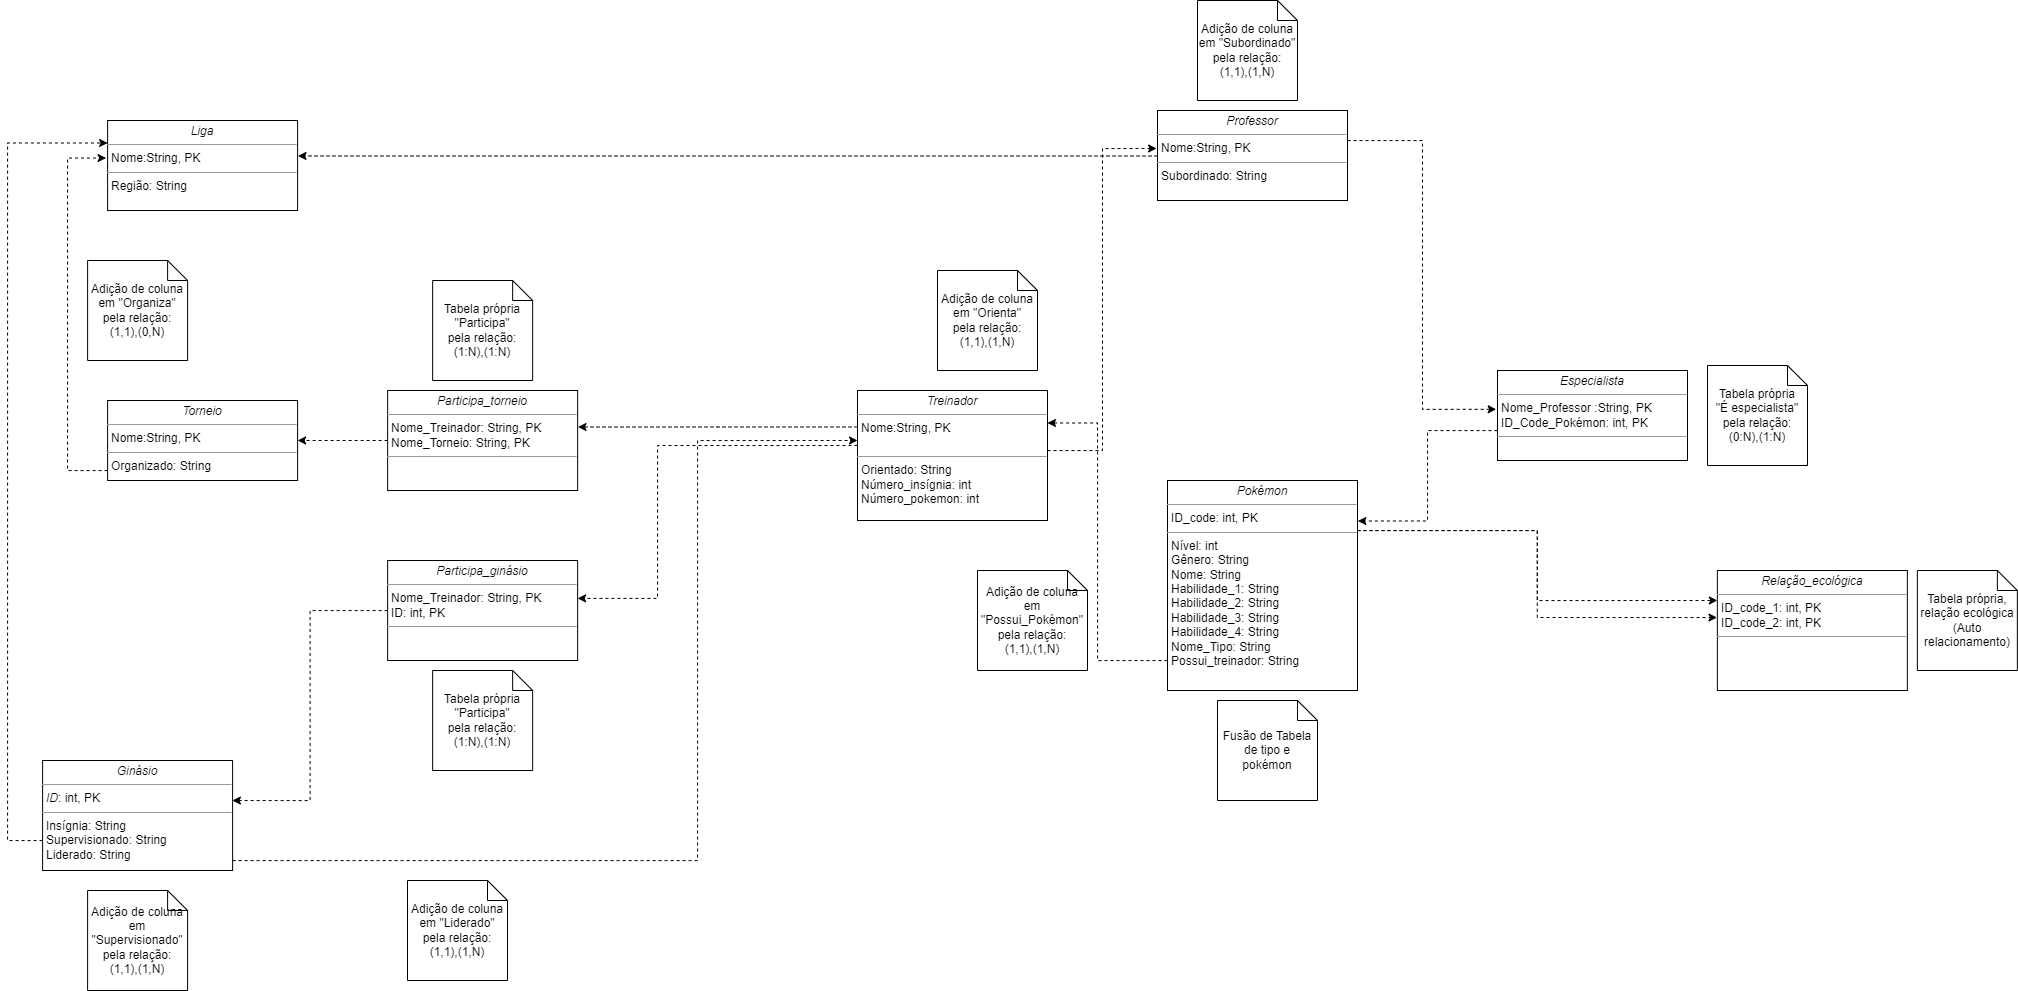 Adição de coluna
em "Subordinado"
pela relação:
(1,1),(1,N)
Liga
Nome:String, PK
Região: String
Professor
Nome:String, PK
Subordinado: String
Adição de coluna
em "Organiza"
pela relação:
(1,1),(0,N)
Tabela própria
"Participa"
pela relação:
(1:N),(1:N)
Adição de coluna
em "Orienta"
pela relação:
(1,1),(1,N)
Torneio
Nome:String, PK
Organizado: String
Participa_torneio
Nome_Treinador: String, PK
Nome_Torneio: String, PK
Treinador
Nome:String, PK
Orientado: String
Número_insígnia: int
Número_pokemon: int
Especialista
Nome_Professor :String, PK
ID_Code_Pokémon: int, PK
Tabela própria
"É especialista"
pela relação:
(0:N),(1:N)
Pokémon
ID_code: int, PK
Nível: int
Gênero: String
Nome: String
Habilidade_1: String
Habilidade_2: String
Habilidade_3: String
Habilidade_4: String
Nome_Tipo: String
Possui_treinador: String
Participa_ginásio
Nome_Treinador: String, PK
ID: int, PK
Adição de coluna
em
"Possui_Pokémon"
pela relação:
(1,1),(1,N)
Relação_ecológica
ID_code_1: int, PK
ID_code_2: int, PK
Tabela própria,
relação ecológica
(Auto
relacionamento)
Tabela própria
"Participa"
pela relação:
(1:N),(1:N)
Fusão de Tabela
de tipo e
pokémon
Ginásio
ID: int, PK
Insígnia: String
Supervisionado: String
Liderado: String
Adição de coluna
em
"Supervisionado"
pela relação:
(1,1),(1,N)
Adição de coluna
em "Liderado"
pela relação:
(1,1),(1,N)